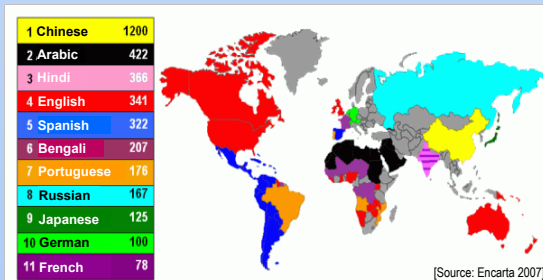 1 Chinese 1200
2 Arabic 422
3 Hindi 366
4 English 341
5 Spanish 322
6 Bengali 207
7 Portuguese 176
8 Russian 167
9 Japanese 125
10 German 100
11 French 78
[Source: Encarta 2007]